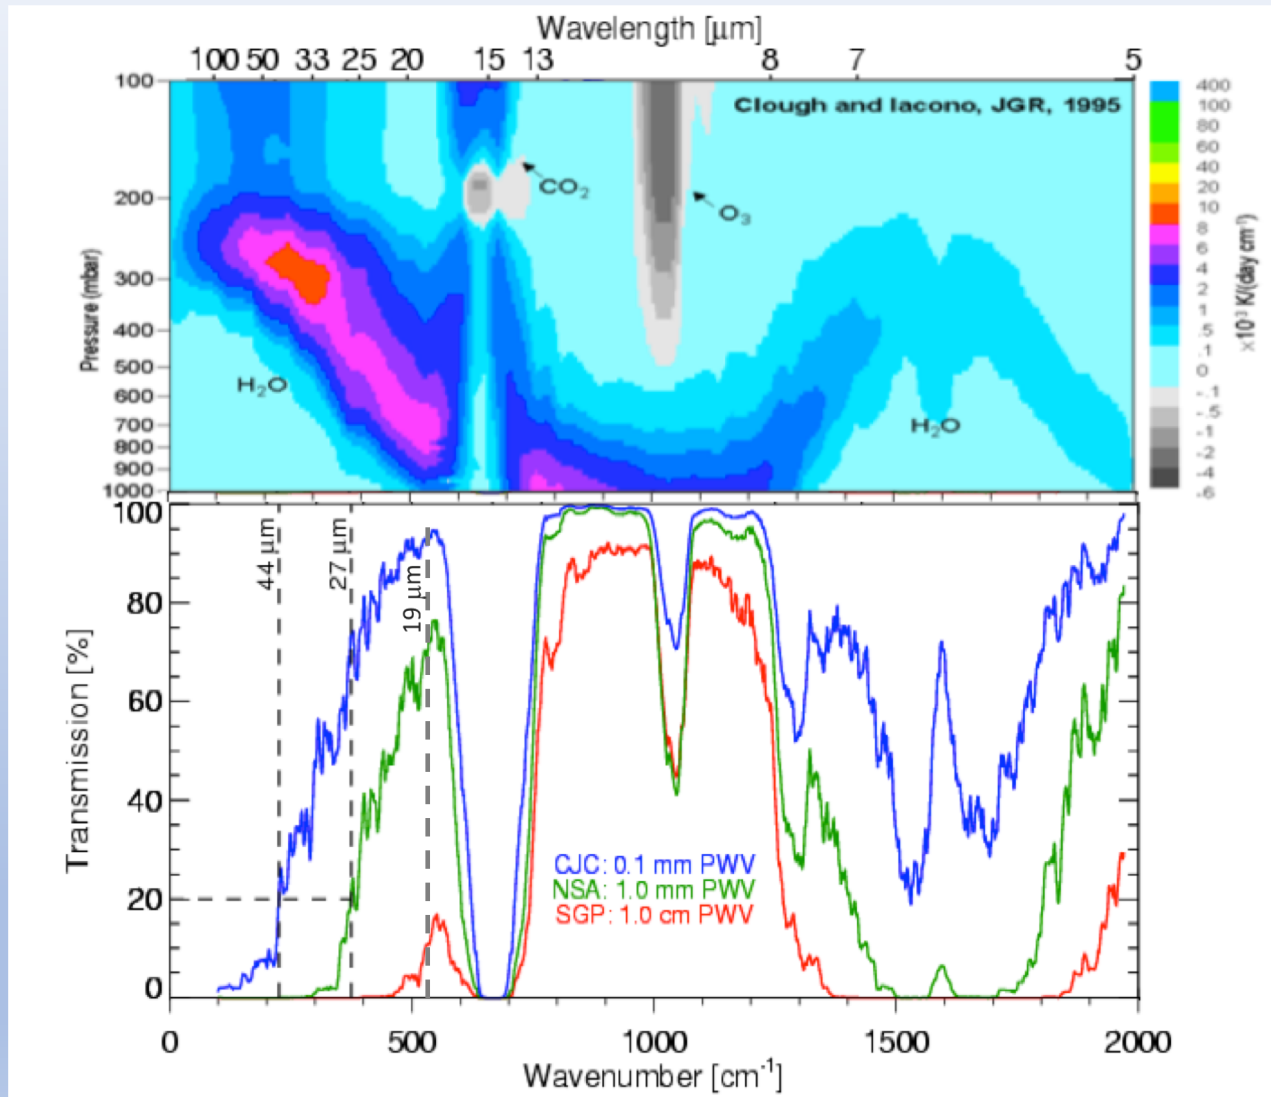 Wavelength [μm]
100 50 33 25 20 15 13 8 7 5
Clough and Iacono, JGR, 1995
100
200
300
400
500
600
700
800
900
1000
Pressure (mbar)
CO₂
O₃
H₂O
H₂O
400
100
80
60
40
20
10
8
6
4
2
1
.5
.1
0
-.1
-.5
-1
-2
-4
-6
x10³ K/(day cm⁻¹)
100
80
60
40
20
0
Transmission [%]
44 μm
27 μm
19 μm
CJC: 0.1 mm PWV
NSA: 1.0 mm PWV
SGP: 1.0 cm PWV
0 500 1000 1500 2000
Wavenumber [cm⁻¹]